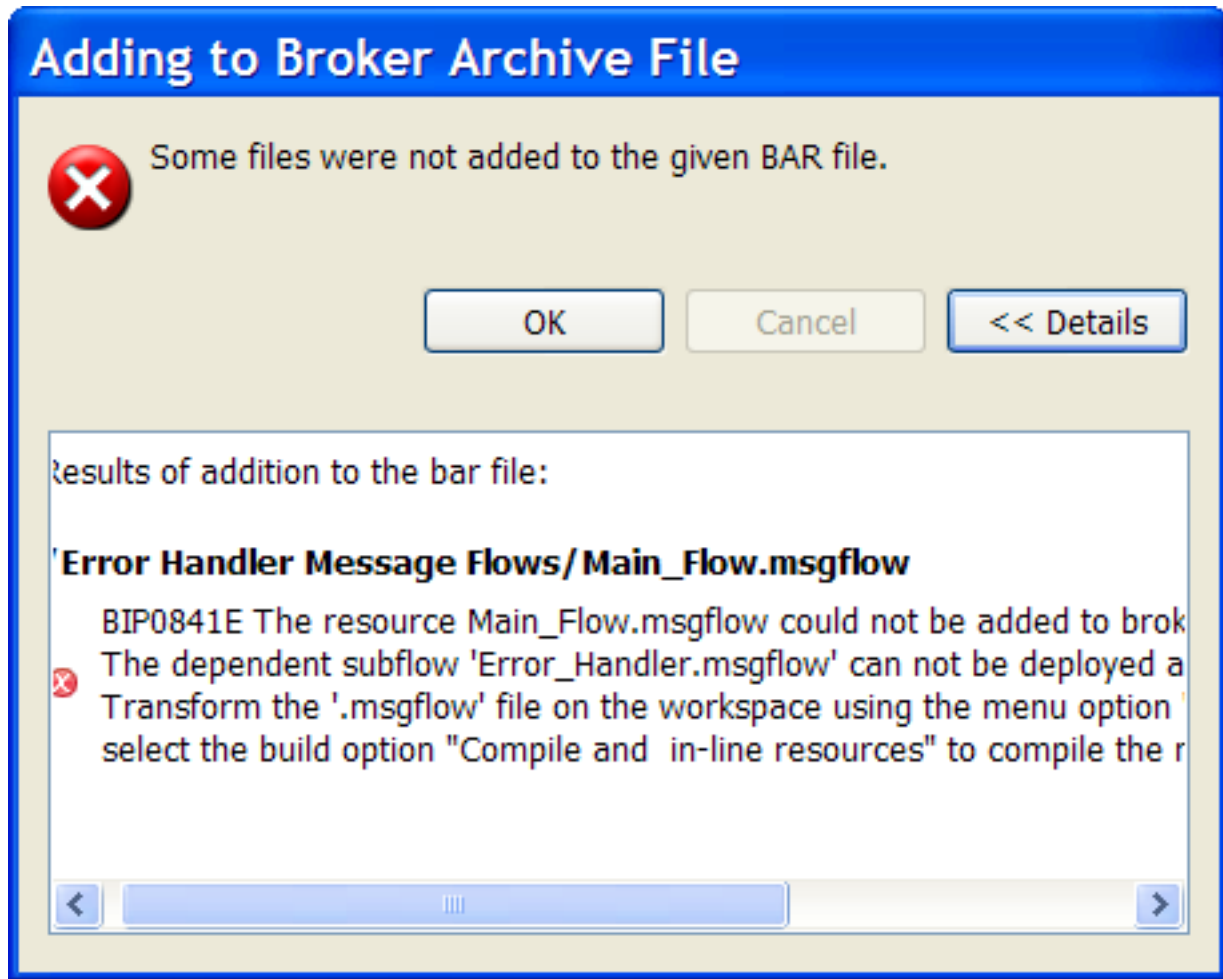 Adding to Broker Archive File
Some files were not added to the given BAR file.
OK
Cancel
<< Details
Results of addition to the bar file:
'Error Handler Message Flows/Main_Flow.msgflow
BIP0841E The resource Main_Flow.msgflow could not be added to brok
The dependent subflow 'Error_Handler.msgflow' can not be deployed a
Transform the '.msgflow' file on the workspace using the menu option '
select the build option "Compile and  in-line resources" to compile the